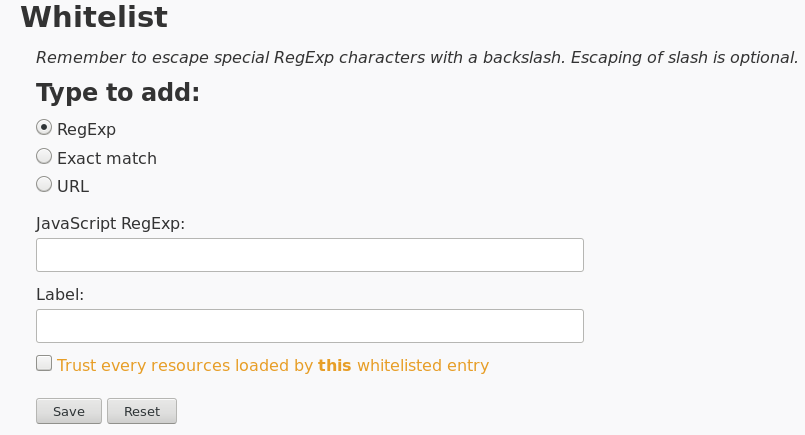 Whitelist
Remember to escape special RegExp characters with a backslash. Escaping of slash is optional.
Type to add:
RegExp
Exact match
URL
JavaScript RegExp:
Label:
Trust every resources loaded by this whitelisted entry
Save Reset